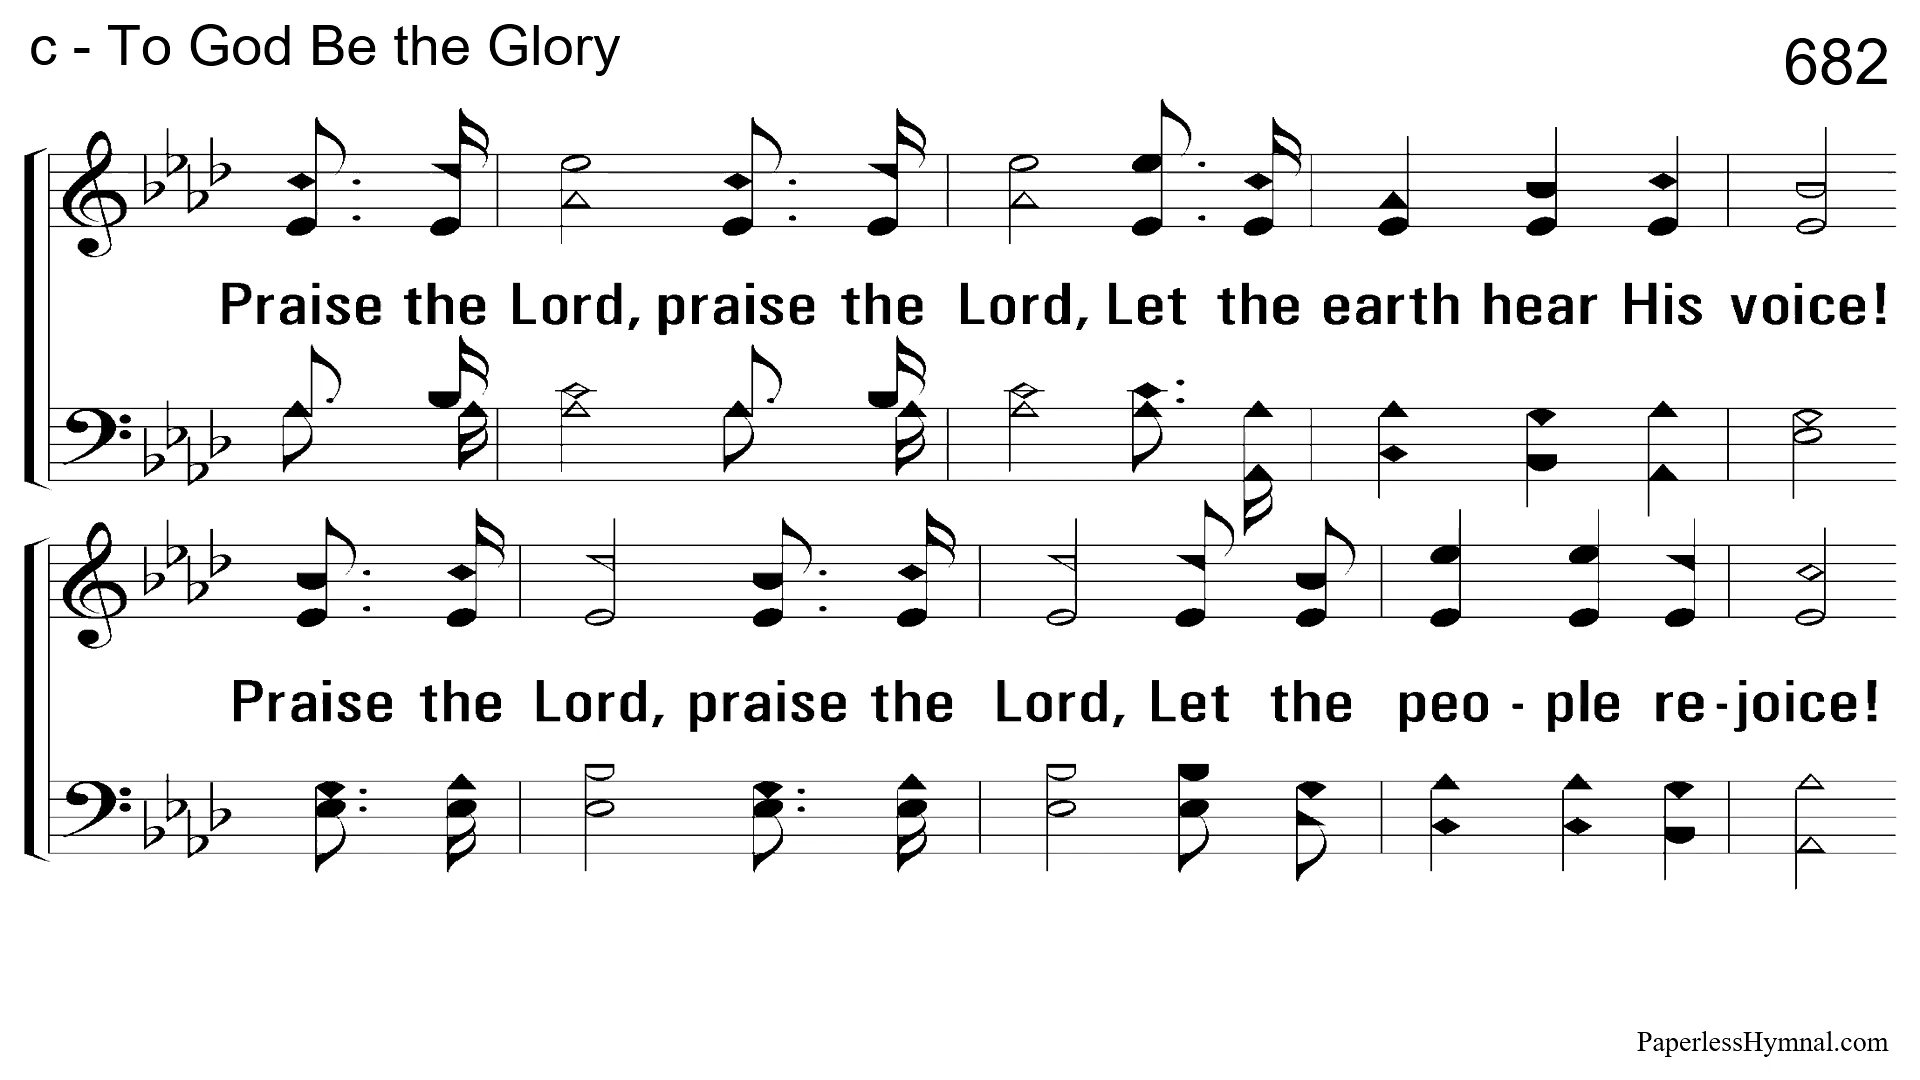 c - To God Be the Glory
682
Praise the Lord, praise the Lord, Let the earth hear His voice!
Praise the Lord, praise the Lord, Let the peo - ple re - joice!
PaperlessHymnal.com